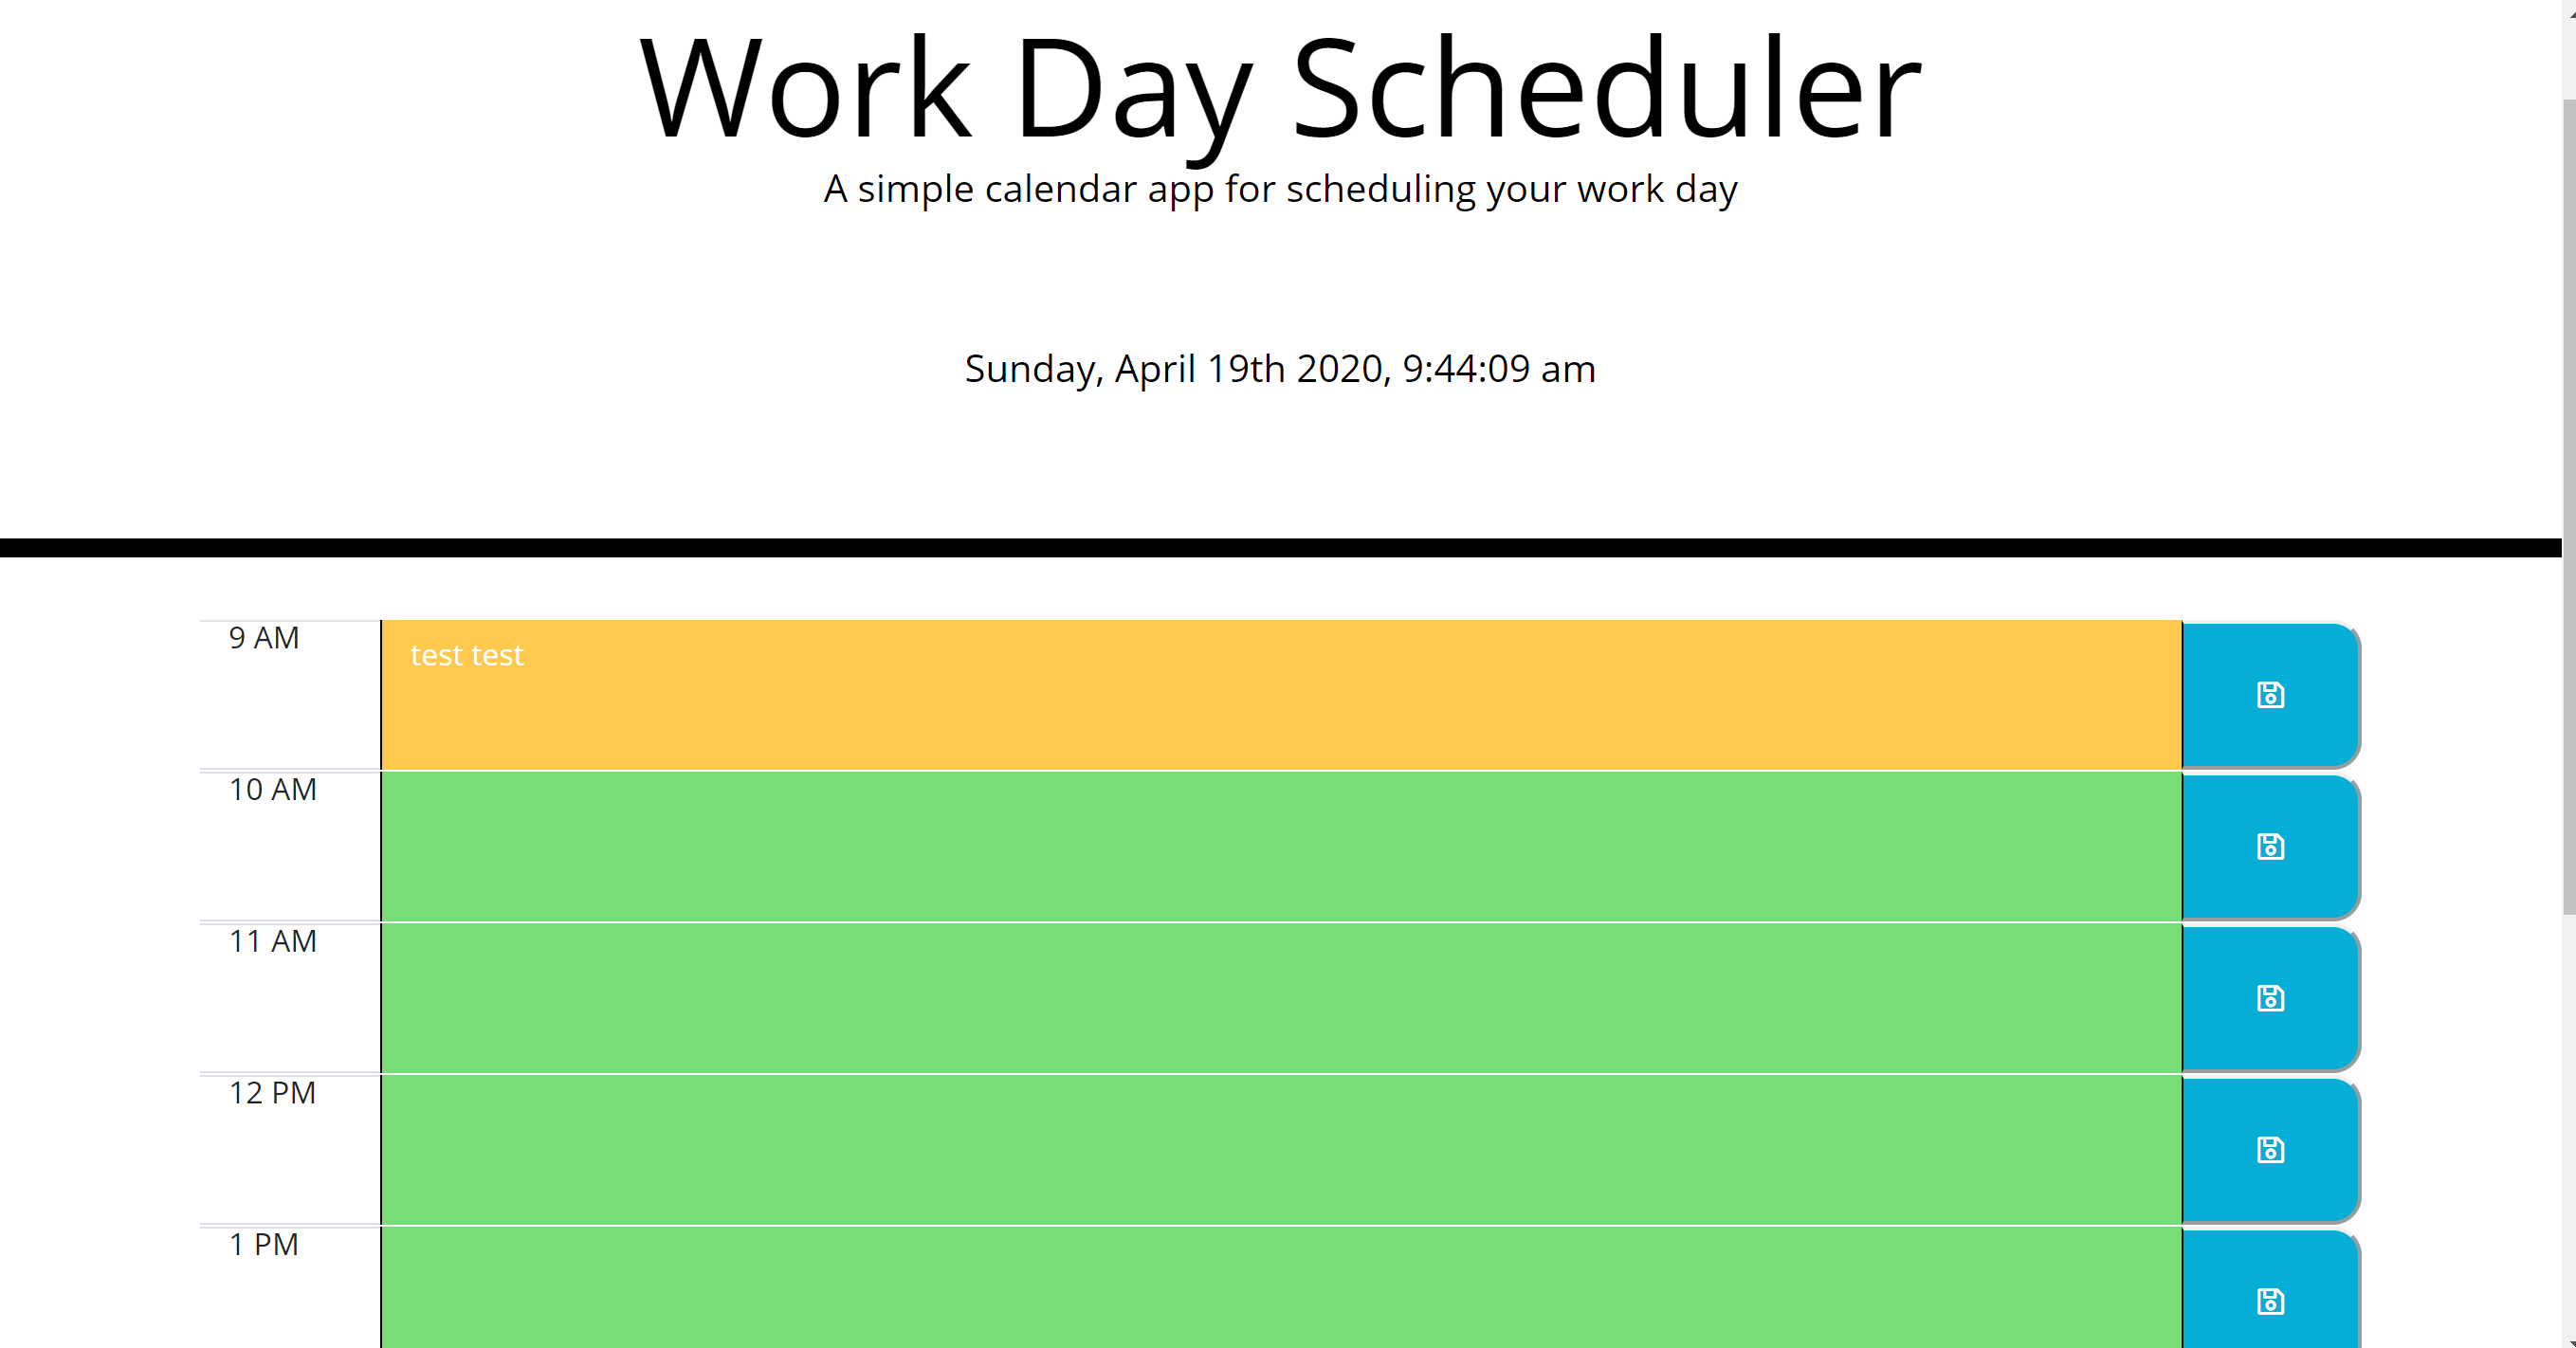 Work Day Scheduler
A simple calendar app for scheduling your work day
Sunday, April 19th 2020, 9:44:09 am
9 AM
test test
10 AM
11 AM
12 PM
1 PM